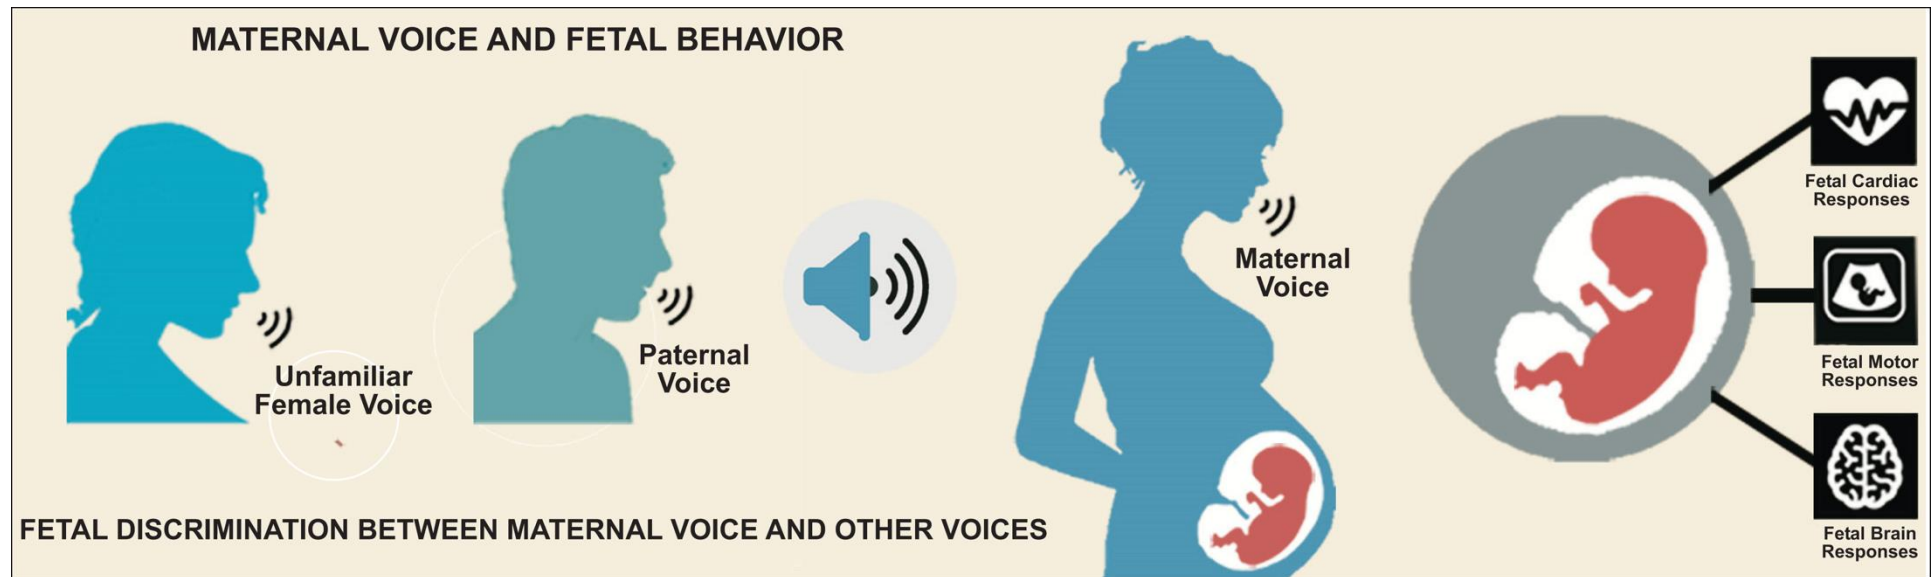 MATERNAL VOICE AND FETAL BEHAVIOR
Unfamiliar
Female Voice
Paternal
Voice
Maternal
Voice
Fetal Cardiac
Responses
Fetal Motor
Responses
Fetal Brain
Responses
FETAL DISCRIMINATION BETWEEN MATERNAL VOICE AND OTHER VOICES